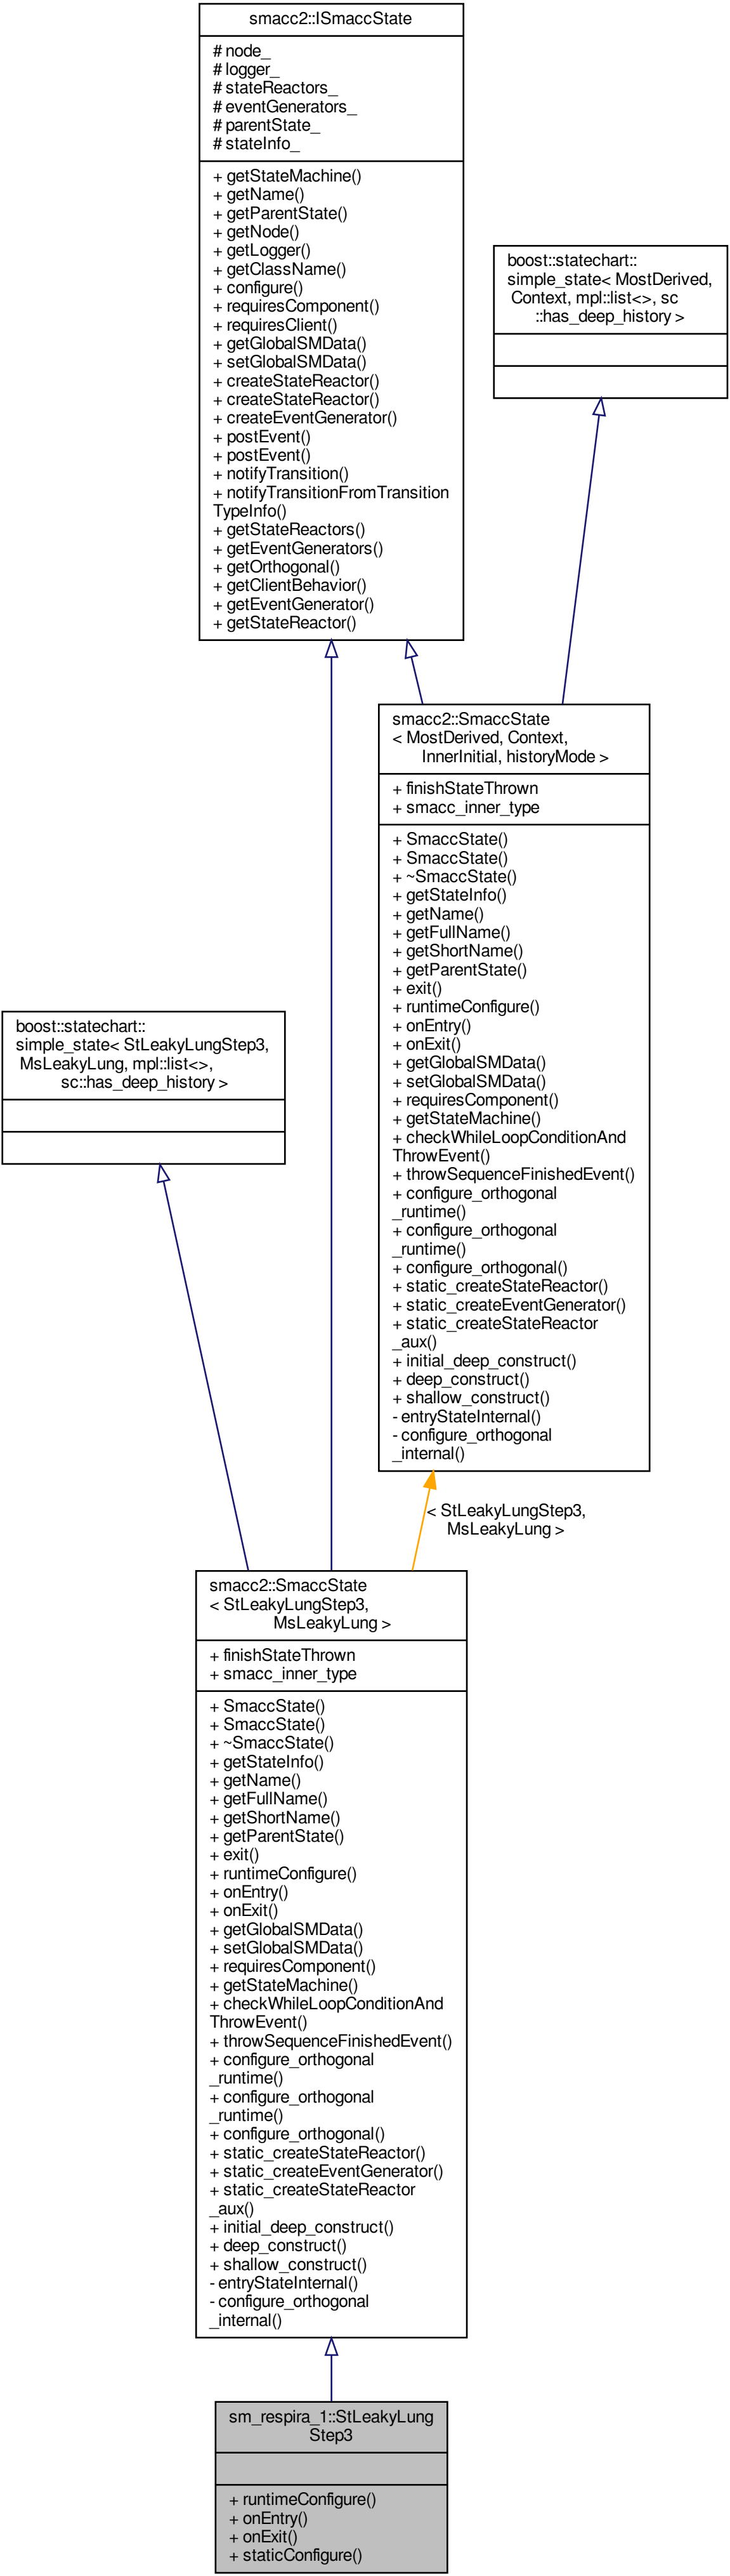 smacc2::ISmaccState
# node_
# logger_
# stateReactors_
# eventGenerators_
# parentState_
# stateInfo_
+ getStateMachine()
+ getName()
+ getParentState()
+ getNode()
+ getLogger()
+ getClassName()
+ configure()
+ requiresComponent()
+ requiresClient()
+ getGlobalSMData()
+ setGlobalSMData()
+ createStateReactor()
+ createStateReactor()
+ createEventGenerator()
+ postEvent()
+ postEvent()
+ notifyTransition()
+ notifyTransitionFromTransition
TypeInfo()
+ getStateReactors()
+ getEventGenerators()
+ getOrthogonal()
+ getClientBehavior()
+ getEventGenerator()
+ getStateReactor()
boost::statechart::
simple_state< MostDerived,
Context, mpl::list<>, sc
::has_deep_history >
smacc2::SmaccState
< MostDerived, Context,
InnerInitial, historyMode >
+ finishStateThrown
+ smacc_inner_type
+ SmaccState()
+ SmaccState()
+ ~SmaccState()
+ getStateInfo()
+ getName()
+ getFullName()
+ getShortName()
+ getParentState()
+ exit()
+ runtimeConfigure()
+ onEntry()
+ onExit()
+ getGlobalSMData()
+ setGlobalSMData()
+ requiresComponent()
+ getStateMachine()
+ checkWhileLoopConditionAnd
ThrowEvent()
+ throwSequenceFinishedEvent()
+ configure_orthogonal
_runtime()
+ configure_orthogonal
_runtime()
+ configure_orthogonal()
+ static_createStateReactor()
+ static_createEventGenerator()
+ static_createStateReactor
_aux()
+ initial_deep_construct()
+ deep_construct()
+ shallow_construct()
- entryStateInternal()
- configure_orthogonal
_internal()
boost::statechart::
simple_state< StLeakyLungStep3,
MsLeakyLung, mpl::list<>,
sc::has_deep_history >
< StLeakyLungStep3,
MsLeakyLung >
smacc2::SmaccState
< StLeakyLungStep3,
MsLeakyLung >
+ finishStateThrown
+ smacc_inner_type
+ SmaccState()
+ SmaccState()
+ ~SmaccState()
+ getStateInfo()
+ getName()
+ getFullName()
+ getShortName()
+ getParentState()
+ exit()
+ runtimeConfigure()
+ onEntry()
+ onExit()
+ getGlobalSMData()
+ setGlobalSMData()
+ requiresComponent()
+ getStateMachine()
+ checkWhileLoopConditionAnd
ThrowEvent()
+ throwSequenceFinishedEvent()
+ configure_orthogonal
_runtime()
+ configure_orthogonal
_runtime()
+ configure_orthogonal()
+ static_createStateReactor()
+ static_createEventGenerator()
+ static_createStateReactor
_aux()
+ initial_deep_construct()
+ deep_construct()
+ shallow_construct()
- entryStateInternal()
- configure_orthogonal
_internal()
sm_respira_1::StLeakyLung
Step3
+ runtimeConfigure()
+ onEntry()
+ onExit()
+ staticConfigure()